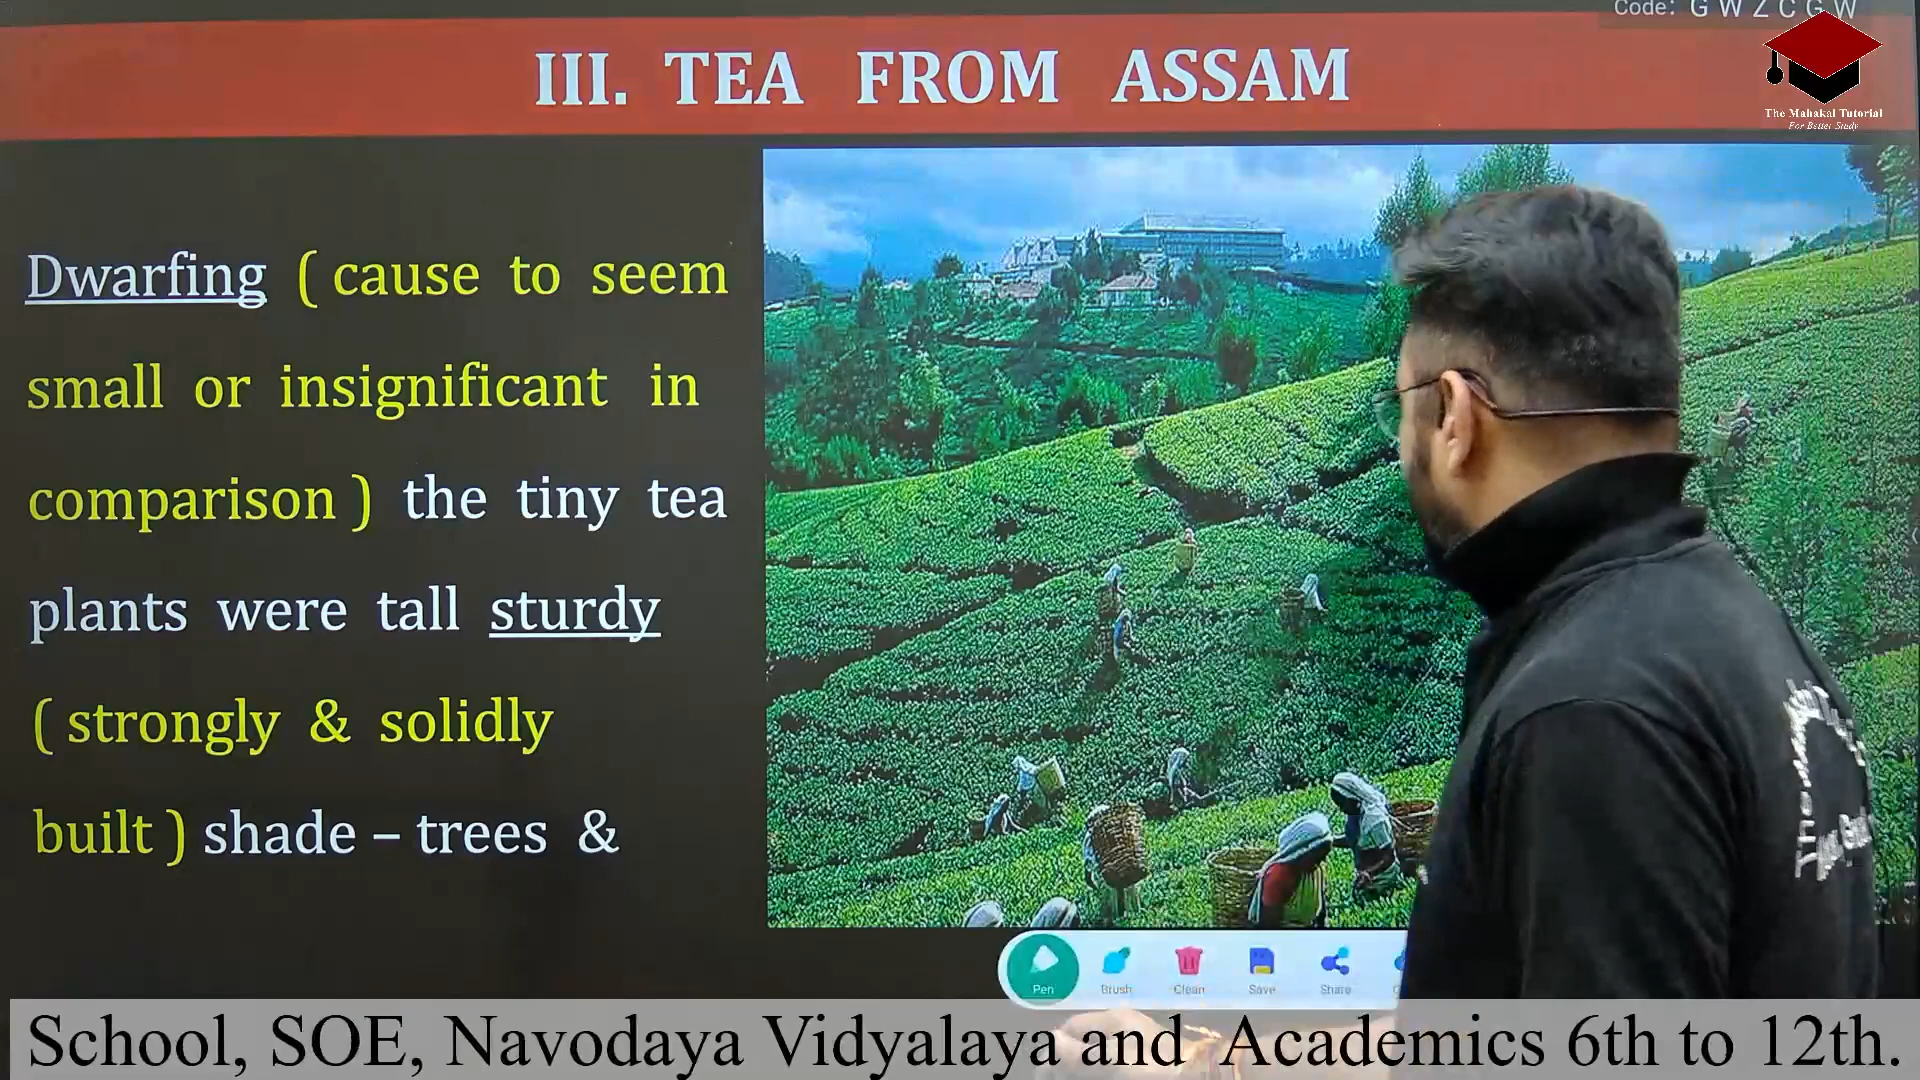 Code: G W Z C G W
III. TEA FROM ASSAM
The Mahakal Tutorial
For Better Study
Dwarfing ( cause to seem
small or insignificant in
comparison ) the tiny tea
plants were tall sturdy
( strongly & solidly
built ) shade – trees &
Pen Brush Clean Save Share
School, SOE, Navodaya Vidyalaya and Academics 6th to 12th.